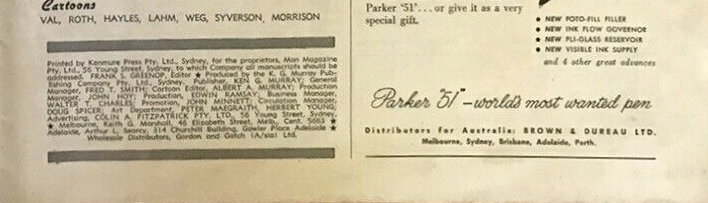 Cartoons
VAL, ROTH, HAYLES, LAHM, WEG, SYVERSON, MORRISON
Printed by Kenmure Press Pty. Ltd., Sydney, for the proprietors, Man Magazine
Pty. Ltd., 56 Young Street, Sydney, to which Company all manuscripts should be
addressed. FRANK S. GREENOP, Editor ★ Produced by the K. G. Murray Pub-
lishing Company Pty. Ltd., Sydney. Publisher, KEN G. MURRAY; General
Manager, FRED T. SMITH; Cartoon Editor, ALBERT A. MURRAY; Production
Manager, JOHN HOY; Production, EDWIN RAMSAY; Business Manager,
WALTER T. CHARLES; Promotion, JOHN MINNETT; Circulation Manager,
DOUG SPICER; Art Department, PETER MAEGRAITH, HERBERT YOUNG;
Advertising, COLIN A. FITZPATRICK PTY. LTD., 56 Young Street, Sydney.
★ Melbourne, Keith G. Marshall, 46 Elizabeth Street, Melb., Cent. 5063 ★
Adelaide, Arthur L. Searcy, 514 Churchill Building, Gawler Place Adelaide ★
Wholesale Distributors, Gordon and Gotch (A/sia) Ltd.
Parker '51'... or give it as a very
special gift.
● NEW FOTO-FILL FILLER
● NEW INK FLOW GOVERNOR
● NEW PLI-GLASS RESERVOIR
● NEW VISIBLE INK SUPPLY
and 4 other great advances
Parker "51" – world's most wanted pen
Distributors for Australia: BROWN & DUREAU LTD.
Melbourne, Sydney, Brisbane, Adelaide, Perth.